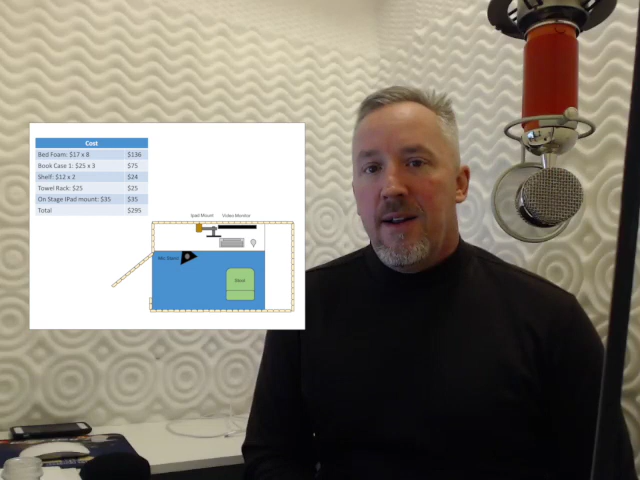 Cost
Bed Foam: $17 x 8 $136
Book Case 1: $25 x 3 $75
Shelf: $12 x 2 $24
Towel Rack: $25 $25
On Stage IPad mount: $35 $35
Total $295
Ipad Mount Video Monitor
Mic Stand
Stool